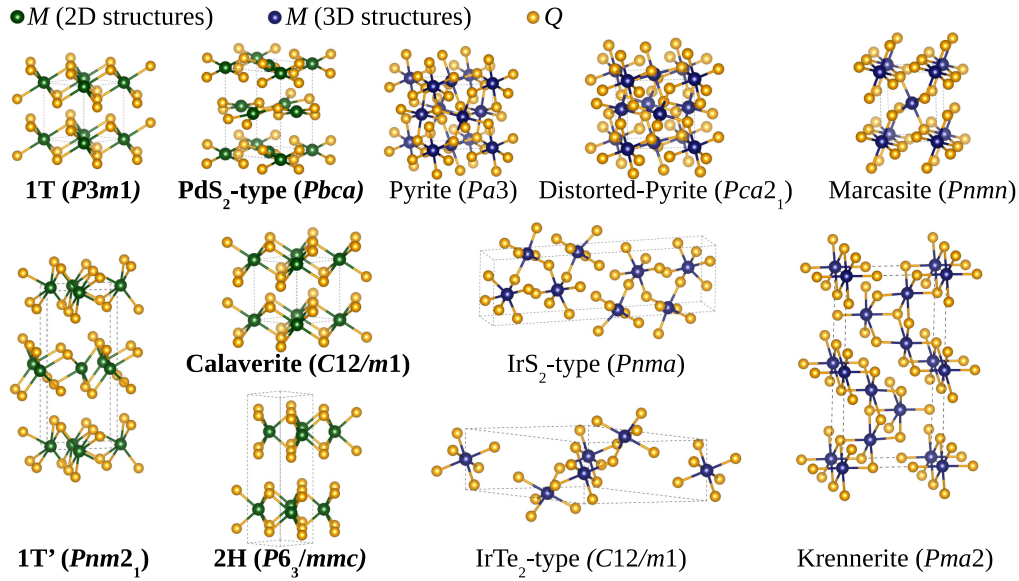 M (2D structures) M (3D structures) Q
1T (P3m1) PdS₂-type (Pbca) Pyrite (Pa3) Distorted-Pyrite (Pca2₁) Marcasite (Pnmn)
Calaverite (C12/m1) IrS₂-type (Pnma)
1T’ (Pnm2₁) 2H (P6₃/mmc) IrTe₂-type (C12/m1) Krennerite (Pma2)